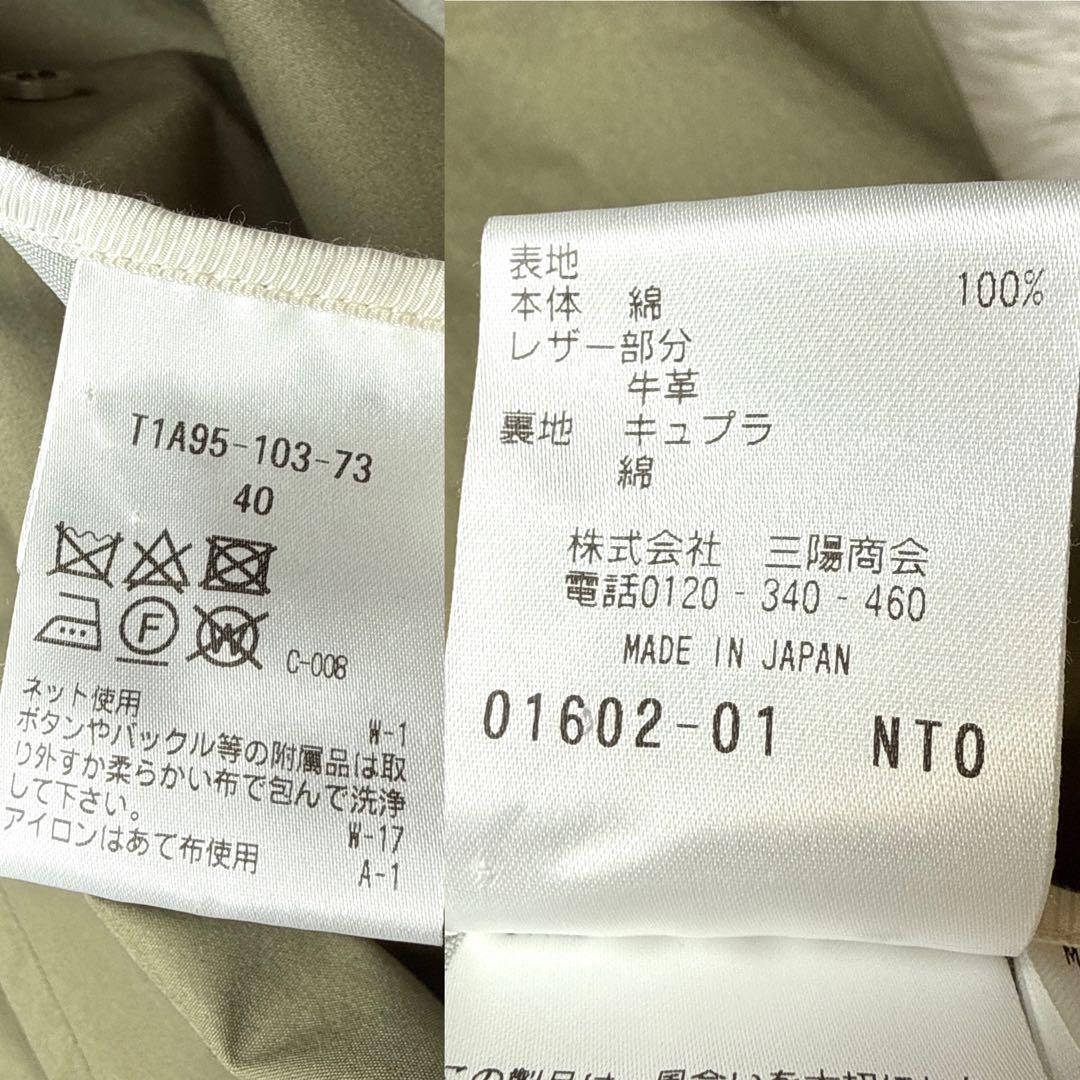 T1A95-103-73
40
F
W
C-008
ネット使用
W-1
ボタンやバックル等の附属品は取
り外すか柔らかい布で包んで洗浄
して下さい。
W-17
アイロンはあて布使用
A-1
表地
本体 綿 100%
レザー部分
牛革
裏地 キュプラ
綿
株式会社 三陽商会
電話0120-340-460
MADE IN JAPAN
01602-01 NTO
M